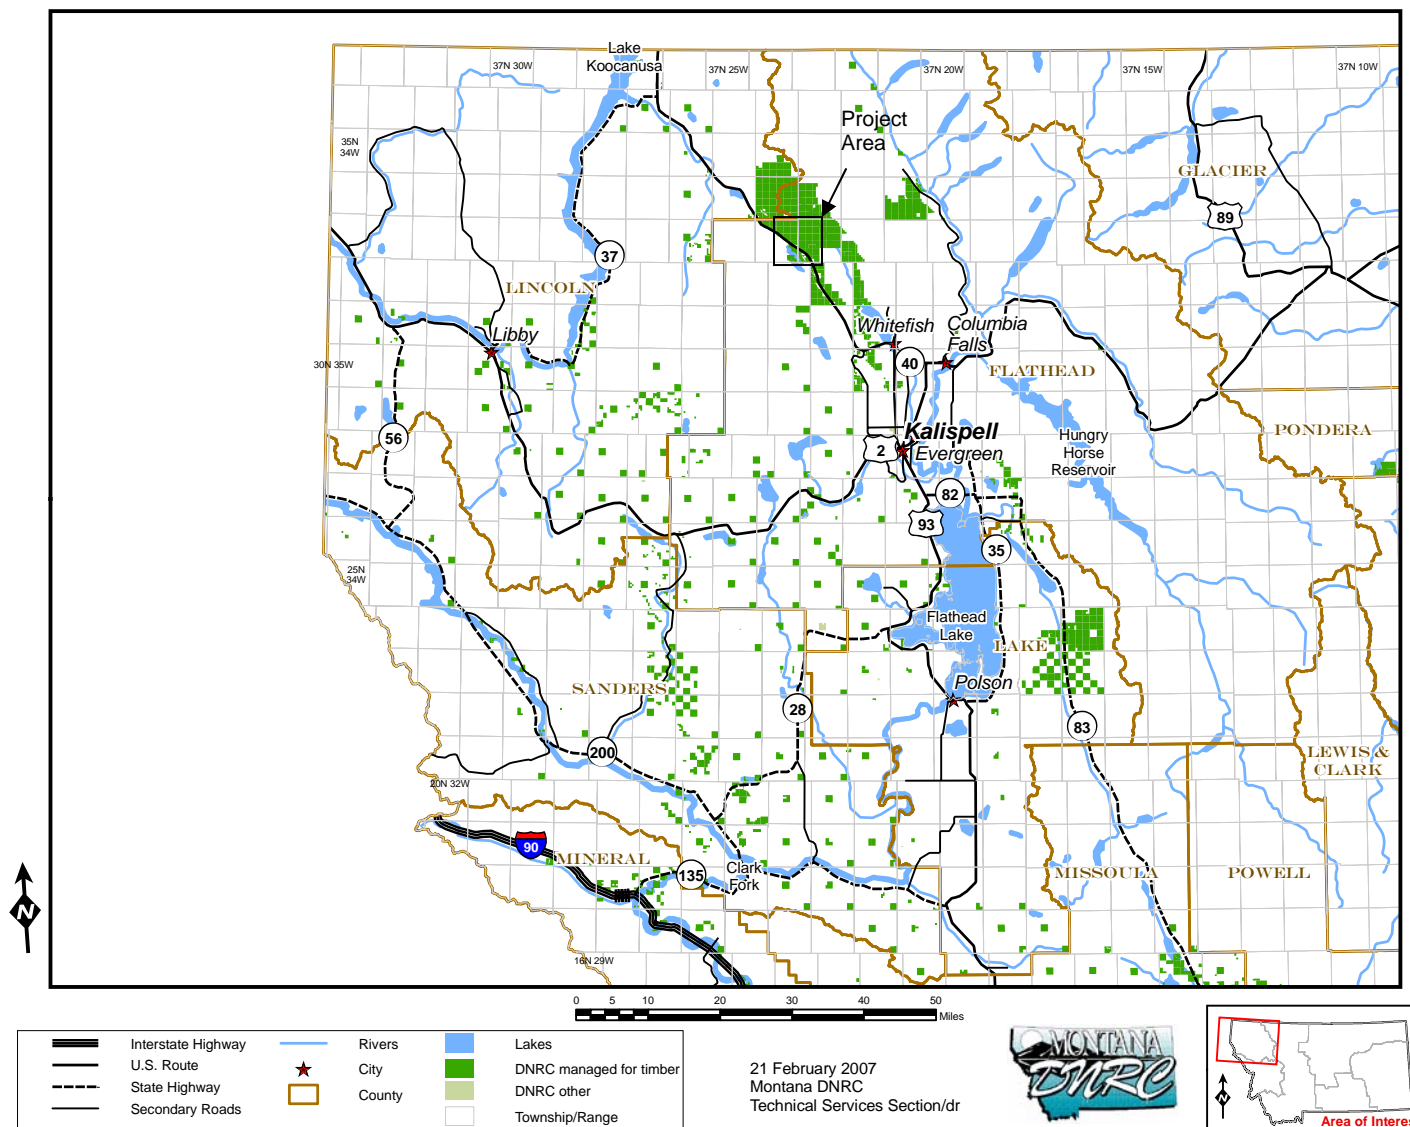 Lake
Koocanusa
37N 30W
37N 25W
37N 20W
37N 15W
37N 10W
Project
Area
35N
34W
GLACIER
89
37
LINCOLN
Libby
Whitefish
Columbia
Falls
40
30N 35W
FLATHEAD
56
Kalispell
Evergreen
2
Hungry
Horse
Reservoir
PONDERA
82
93
35
25N
34W
Flathead
Lake
LAKE
SANDERS
Polson
28
83
200
LEWIS &
CLARK
20N 32W
90
MINERAL
135
Clark
Fork
MISSOULA
POWELL
16N 29W
0 5 10 20 30 40 50
Miles
Interstate Highway
U.S. Route
State Highway
Secondary Roads
Rivers
City
County
Lakes
DNRC managed for timber
DNRC other
Township/Range
21 February 2007
Montana DNRC
Technical Services Section/dr
MONTANA
DNRC
N
N
Area of Interes